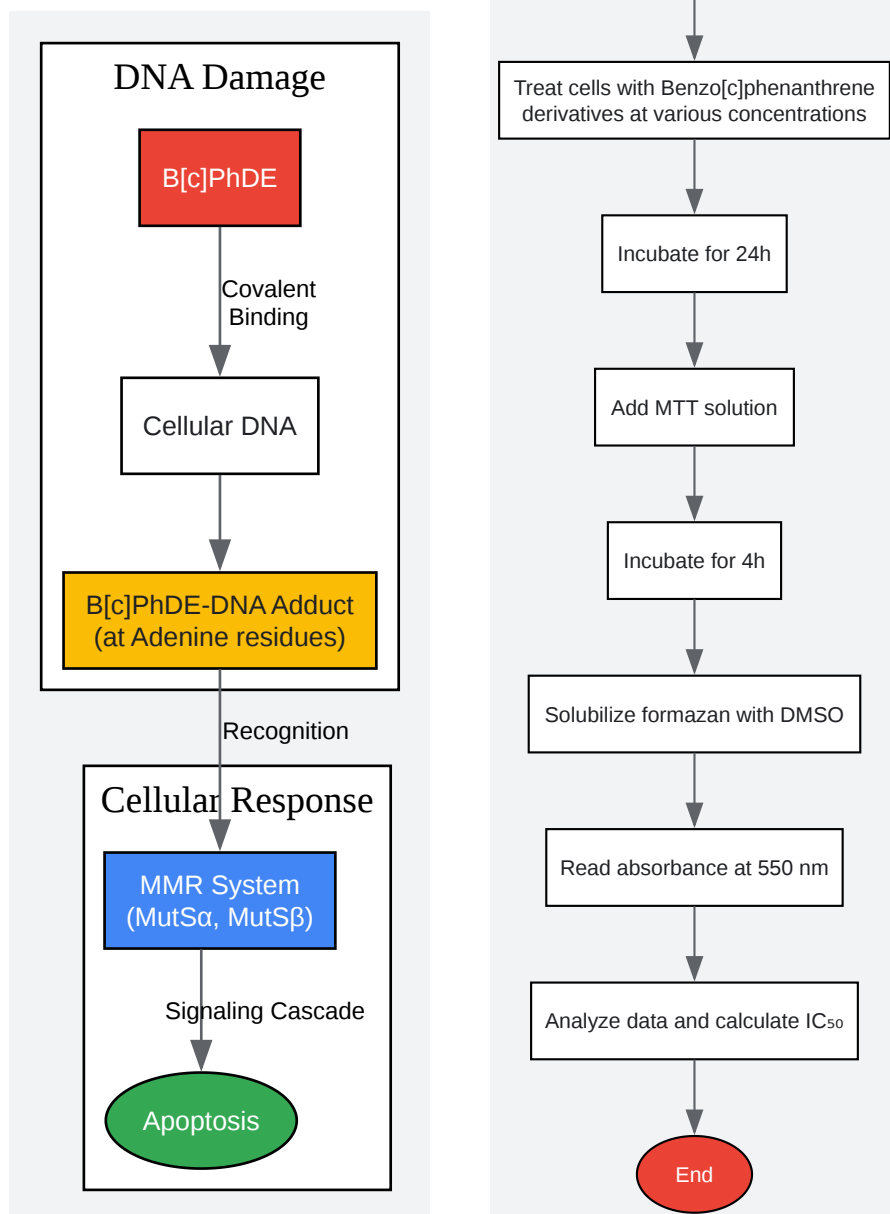 DNA Damage
B[c]PhDE
Covalent
Binding
Cellular DNA
B[c]PhDE-DNA Adduct
(at Adenine residues)
Recognition
Cellular Response
MMR System
(MutSα, MutSβ)
Signaling Cascade
Apoptosis
Treat cells with Benzo[c]phenanthrene
derivatives at various concentrations
Incubate for 24h
Add MTT solution
Incubate for 4h
Solubilize formazan with DMSO
Read absorbance at 550 nm
Analyze data and calculate IC₅₀
End